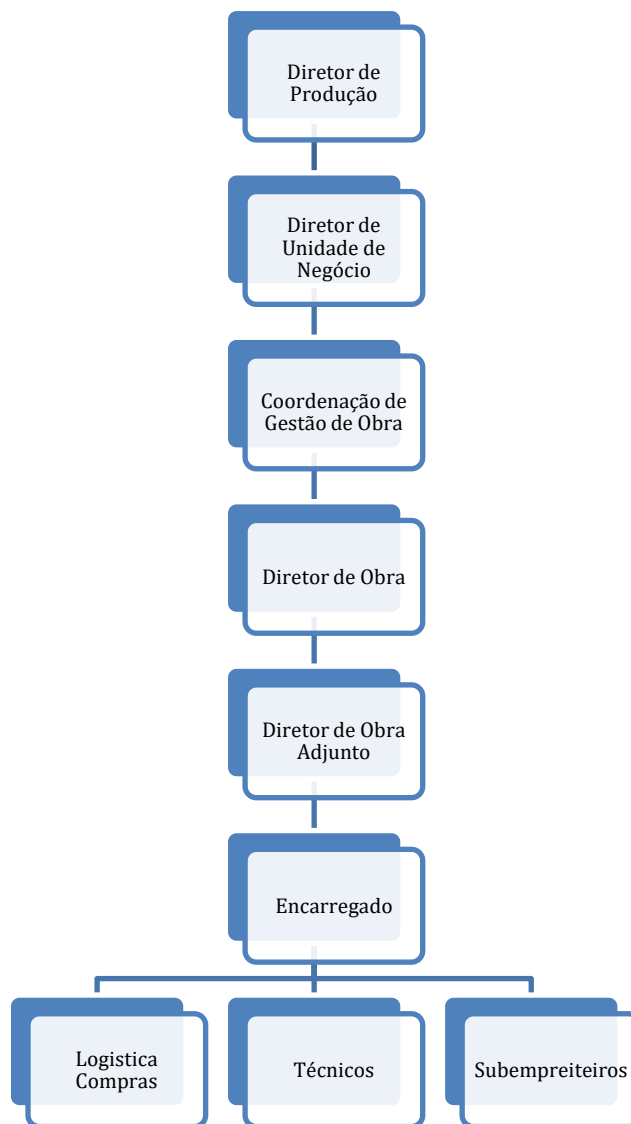 Diretor de
Produção
Diretor de
Unidade de
Negócio
Coordenação de
Gestão de Obra
Diretor de Obra
Diretor de Obra
Adjunto
Encarregado
Logistica
Compras
Técnicos
Subempreiteiros